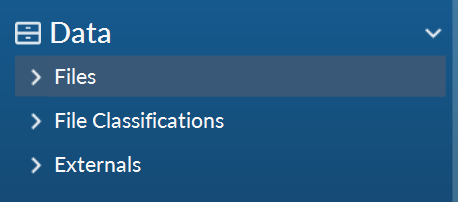 Data
Files
File Classifications
Externals